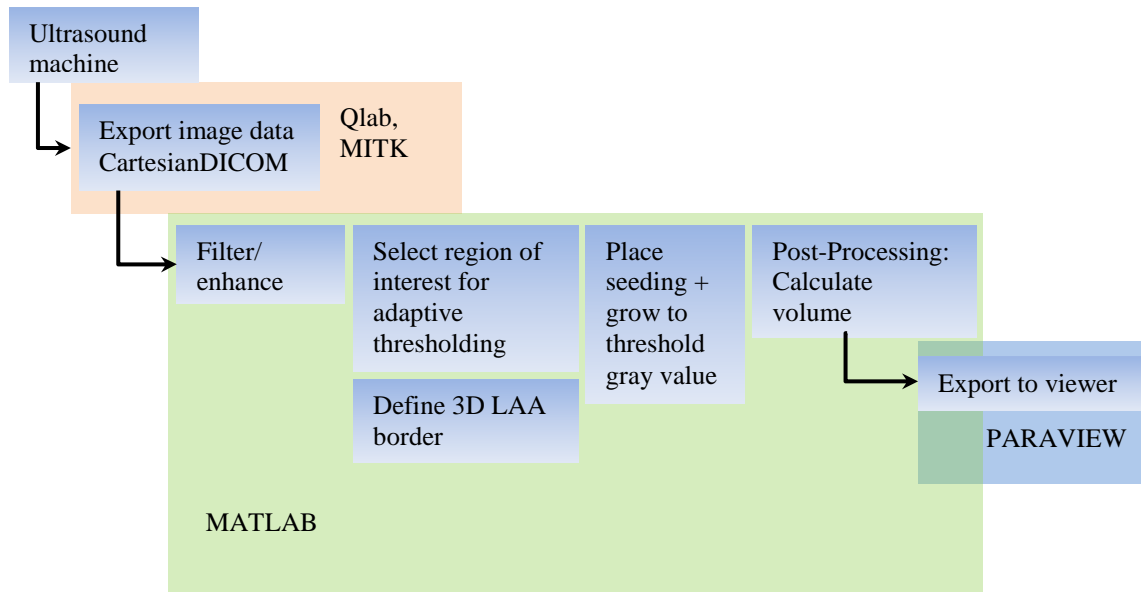 Ultrasound
machine
Export image data
CartesianDICOM
Qlab,
MITK
Filter/
enhance
Select region of
interest for
adaptive
thresholding
Define 3D LAA
border
Place
seeding +
grow to
threshold
gray value
Post-Processing:
Calculate
volume
Export to viewer
PARAVIEW
MATLAB